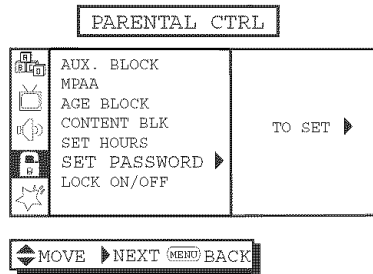 PARENTAL CTRL
AUX. BLOCK
MPAA
AGE BLOCK
CONTENT BLK
SET HOURS
SET PASSWORD
LOCK ON/OFF
TO SET
MOVE NEXT MENU BACK